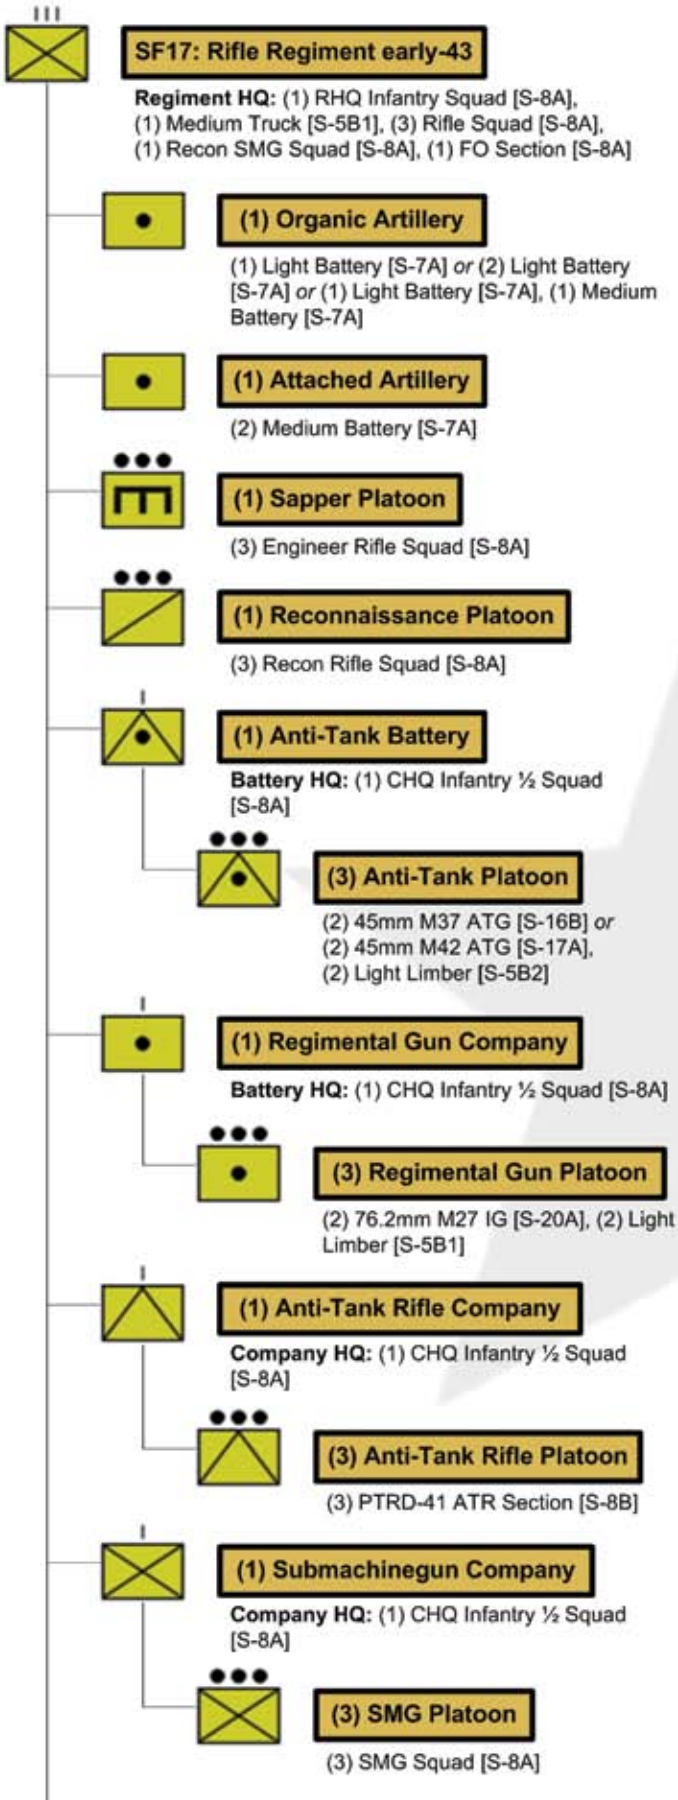 SF17: Rifle Regiment early-43
Regiment HQ: (1) RHQ Infantry Squad [S-8A],
(1) Medium Truck [S-5B1], (3) Rifle Squad [S-8A],
(1) Recon SMG Squad [S-8A], (1) FO Section [S-8A]
(1) Organic Artillery
(1) Light Battery [S-7A] or (2) Light Battery
[S-7A] or (1) Light Battery [S-7A], (1) Medium
Battery [S-7A]
(1) Attached Artillery
(2) Medium Battery [S-7A]
(1) Sapper Platoon
(3) Engineer Rifle Squad [S-8A]
(1) Reconnaissance Platoon
(3) Recon Rifle Squad [S-8A]
(1) Anti-Tank Battery
Battery HQ: (1) CHQ Infantry ½ Squad
[S-8A]
(3) Anti-Tank Platoon
(2) 45mm M37 ATG [S-16B] or
(2) 45mm M42 ATG [S-17A],
(2) Light Limber [S-5B2]
(1) Regimental Gun Company
Battery HQ: (1) CHQ Infantry ½ Squad [S-8A]
(3) Regimental Gun Platoon
(2) 76.2mm M27 IG [S-20A], (2) Light
Limber [S-5B1]
(1) Anti-Tank Rifle Company
Company HQ: (1) CHQ Infantry ½ Squad
[S-8A]
(3) Anti-Tank Rifle Platoon
(3) PTRD-41 ATR Section [S-8B]
(1) Submachinegun Company
Company HQ: (1) CHQ Infantry ½ Squad
[S-8A]
(3) SMG Platoon
(3) SMG Squad [S-8A]